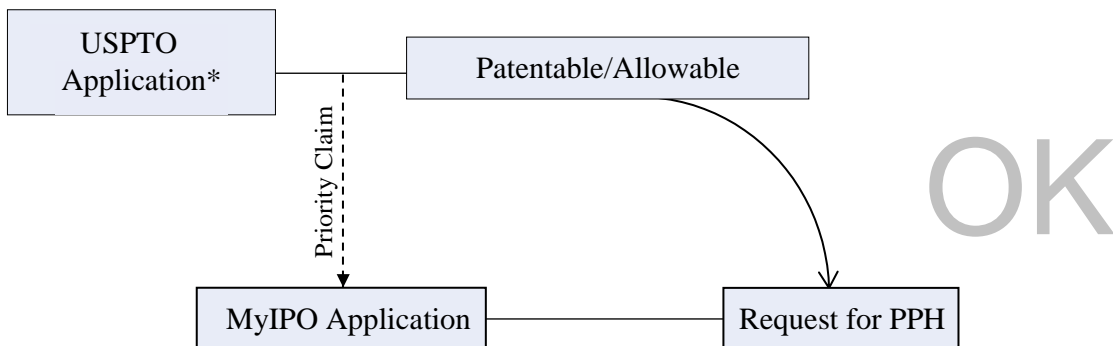 USPTO
Application*
Patentable/Allowable
Priority Claim
OK
MyIPO Application
Request for PPH